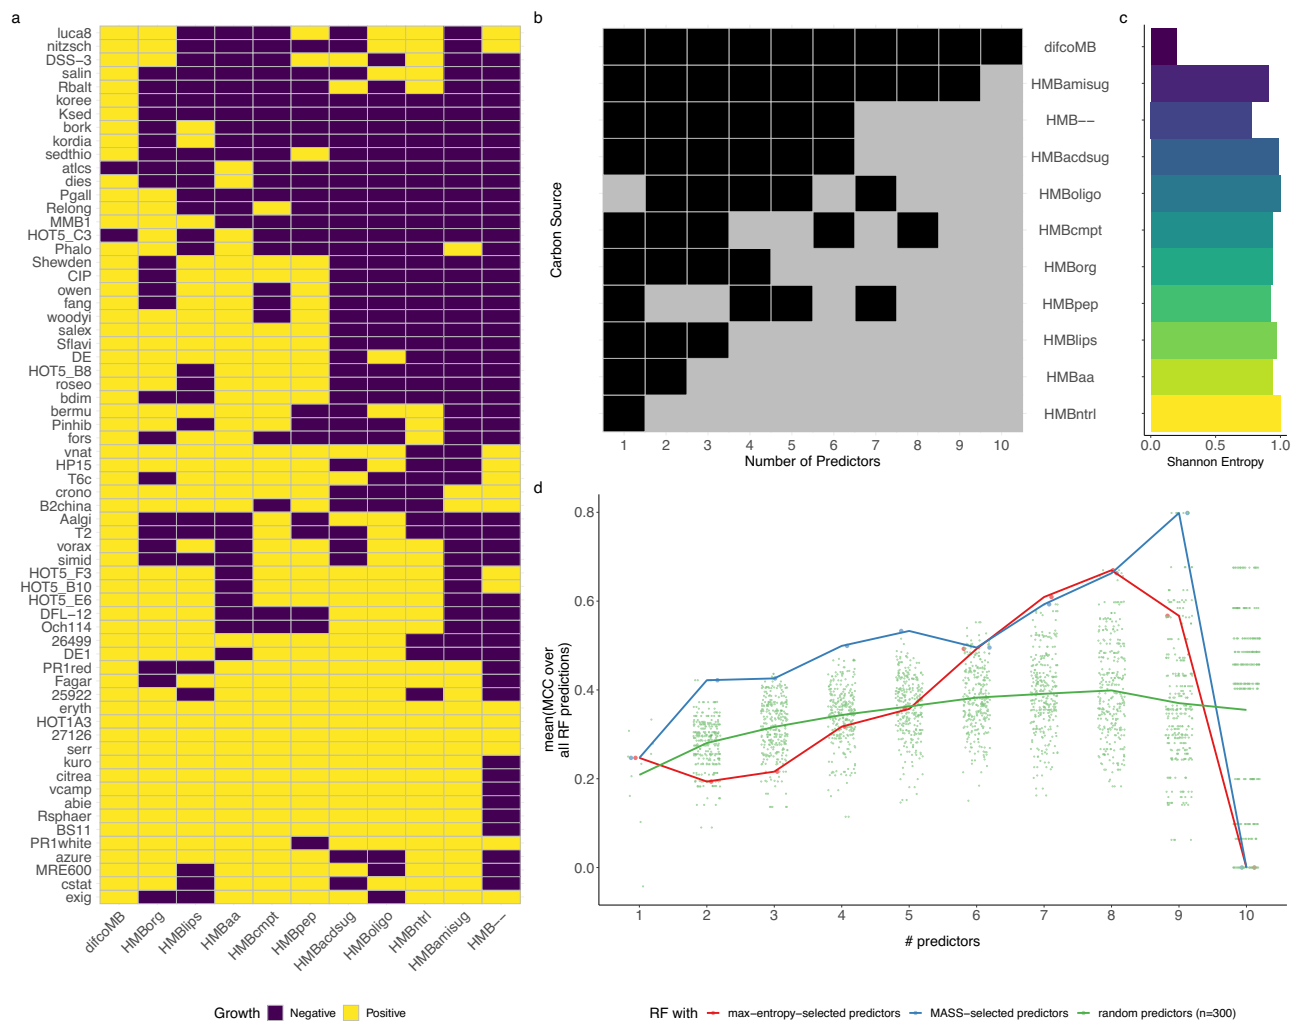 a
luca8
nitzsch
DSS−3
salin
Rbalt
koree
Ksed
bork
kordia
sedthio
atlcs
dies
Pgall
Relong
MMB1
HOT5_C3
Phalo
Shewden
CIP
owen
fang
woodyi
salex
Sflavi
DE
HOT5_B8
roseo
bdim
bermu
Pinhib
fors
vnat
HP15
T6c
crono
B2china
Aalgi
T2
vorax
simid
HOT5_F3
HOT5_B10
HOT5_E6
DFL−12
Och114
26499
DE1
PR1red
Fagar
25922
eryth
HOT1A3
27126
serr
kuro
citrea
vcamp
abie
Rsphaer
BS11
PR1white
azure
MRE600
cstat
exig
difcoMB
HMBorg
HMBlips
HMBaa
HMBcmpt
HMBpep
HMBacdsug
HMBoligo
HMBntrl
HMBamisug
HMB−−
Growth
Negative
Positive
b
Carbon Source
difcoMB
HMBamisug
HMB−−
HMBacdsug
HMBoligo
HMBcmpt
HMBorg
HMBpep
HMBlips
HMBaa
HMBntrl
1 2 3 4 5 6 7 8 9 10
Number of Predictors
c
0.0 0.5 1.0
Shannon Entropy
d
mean(MCC over
all RF predictions)
0.8
0.6
0.4
0.2
0.0
1 2 3 4 5 6 7 8 9 10
# predictors
RF with
max−entropy−selected predictors
MASS−selected predictors
random predictors (n=300)